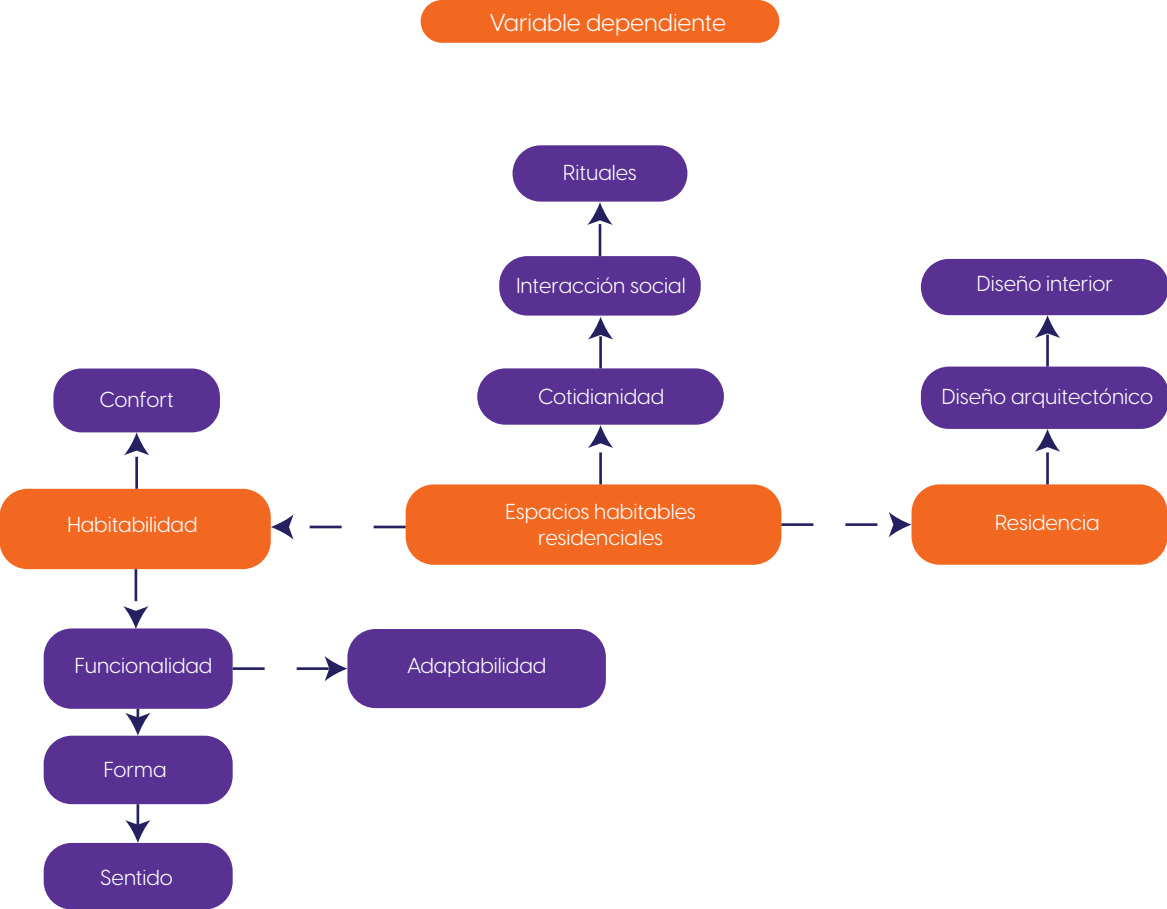 Variable dependiente
Rituales
Interacción social
Diseño interior
Cotidianidad
Diseño arquitectónico
Confort
Habitabilidad
Espacios habitables
residenciales
Residencia
Funcionalidad
Adaptabilidad
Forma
Sentido